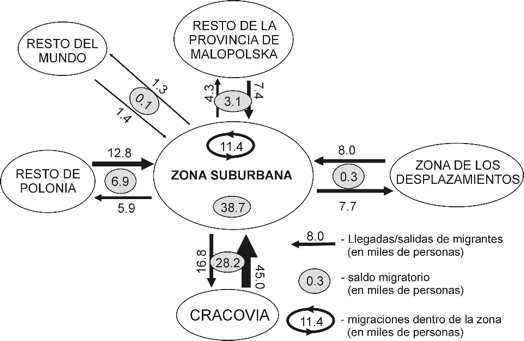 RESTO DEL
MUNDO
RESTO DE LA
PROVINCIA DE
MALOPOLSKA
1.3
0.1
1.4
4.3
3.1
7.4
11.4
12.8
RESTO DE
POLONIA
6.9
5.9
ZONA SUBURBANA
38.7
8.0
0.3
7.7
ZONA DE LOS
DESPLAZAMIENTOS
16.8
28.2
45.0
CRACOVIA
8.0 - Llegadas/salidas de migrantes
(en miles de personas)
0.3 - saldo migratorio
(en miles de personas)
11.4 - migraciones dentro de la zona
(en miles de personas)